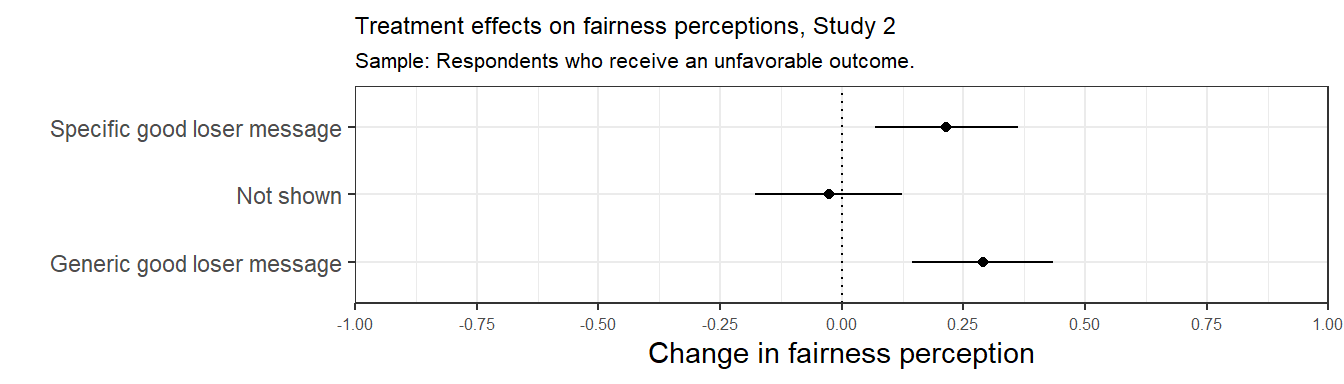 Treatment effects on fairness perceptions, Study 2
Sample: Respondents who receive an unfavorable outcome.
Specific good loser message
Not shown
Generic good loser message
-1.00 -0.75 -0.50 -0.25 0.00 0.25 0.50 0.75 1.00
Change in fairness perception